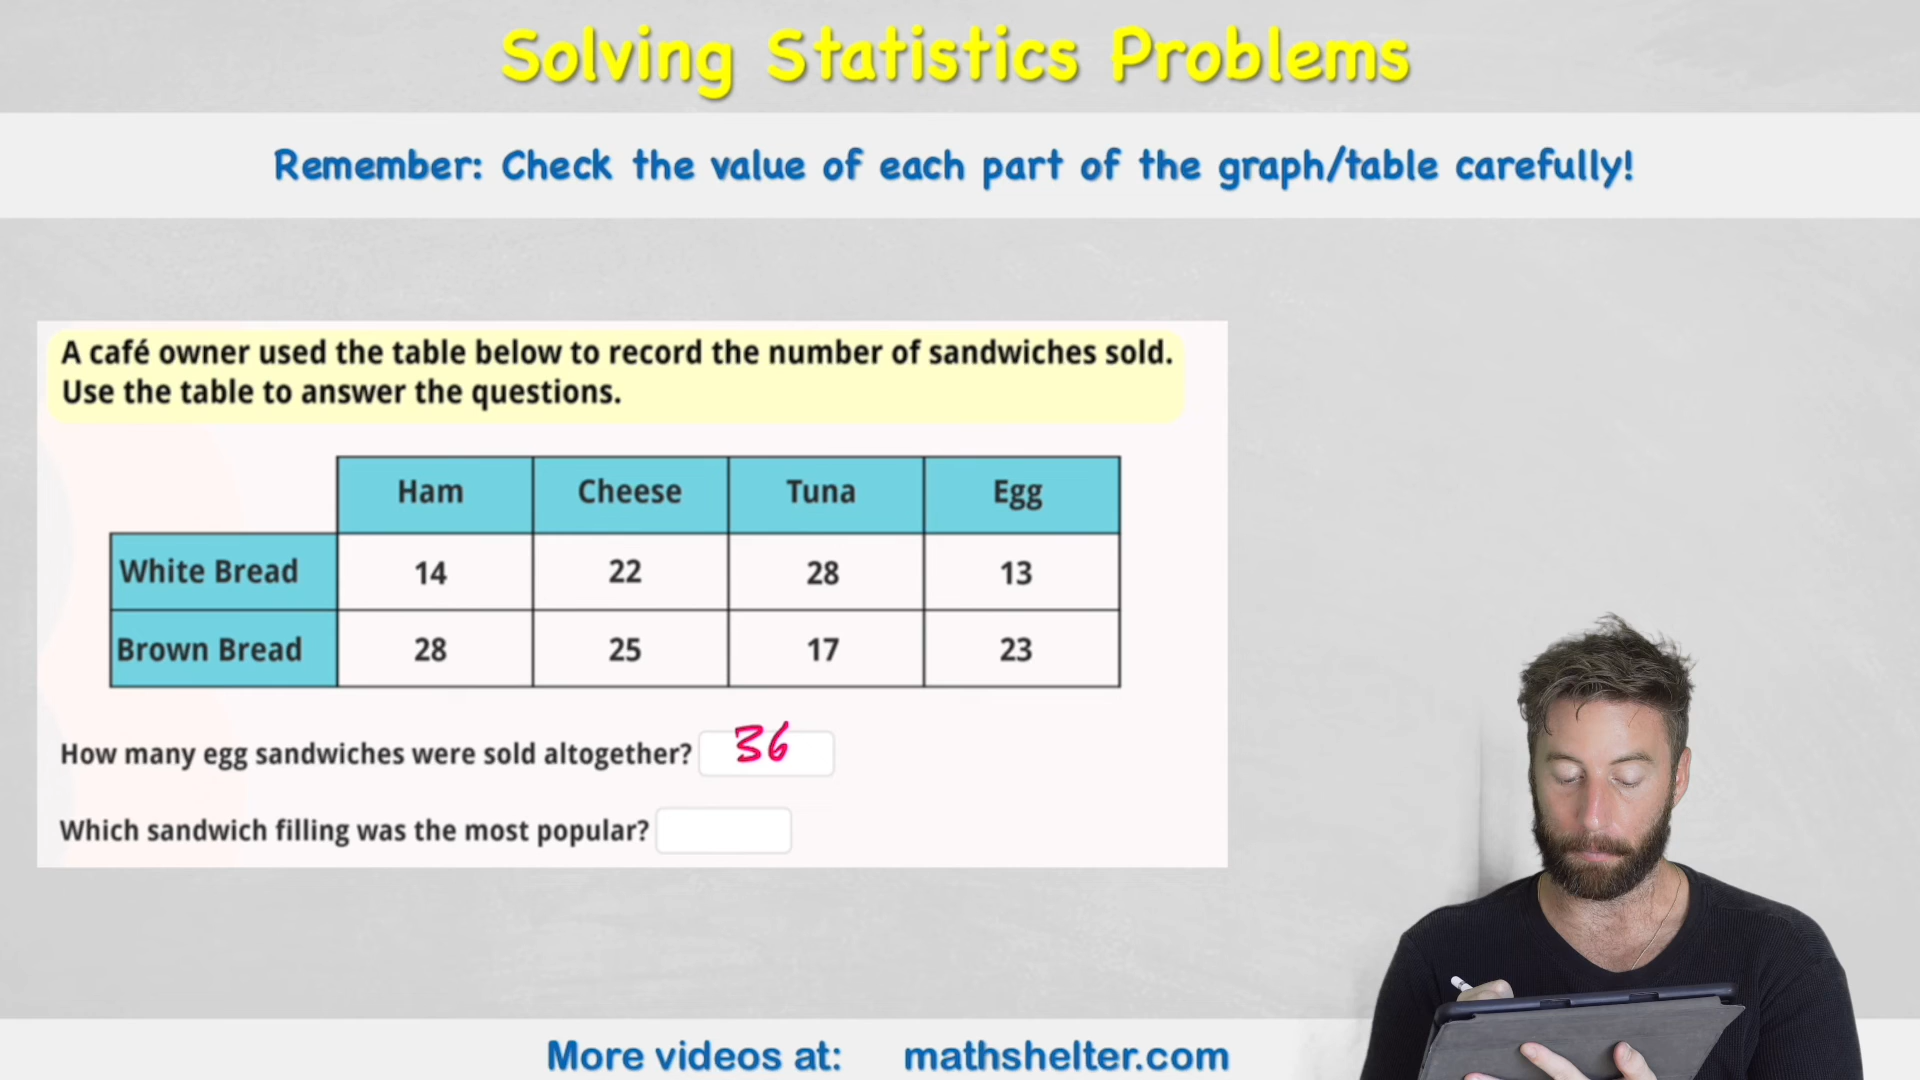 Solving Statistics Problems
Remember: Check the value of each part of the graph/table carefully!
A café owner used the table below to record the number of sandwiches sold.
Use the table to answer the questions.
Ham Cheese Tuna Egg
White Bread 14 22 28 13
Brown Bread 28 25 17 23
How many egg sandwiches were sold altogether? 36
Which sandwich filling was the most popular?
More videos at: mathshelter.com